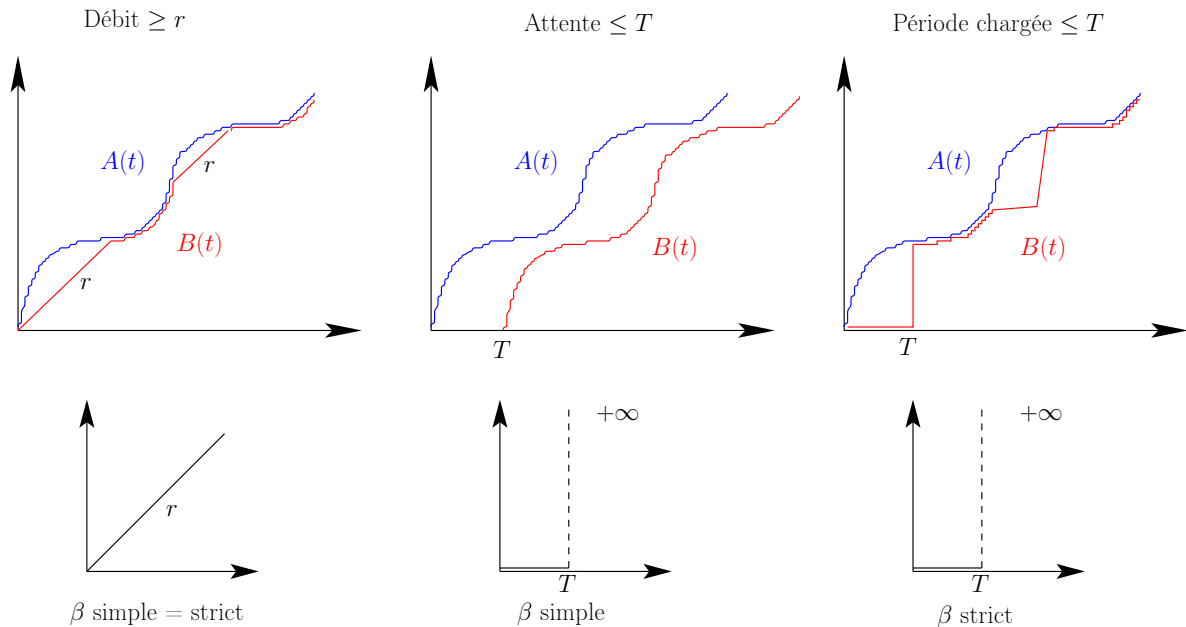 Débit ≥ r
Attente ≤ T
Période chargée ≤ T
A(t)
r
B(t)
r
A(t)
B(t)
T
A(t)
B(t)
T
r
β simple = strict
+∞
T
β simple
+∞
T
β strict